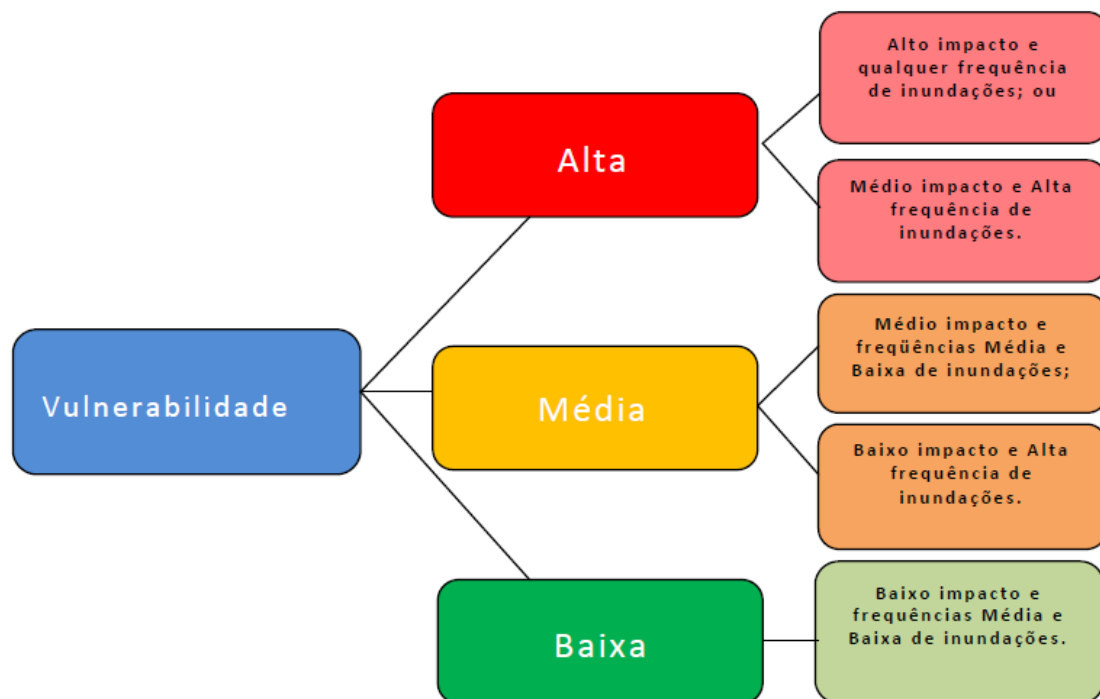 Vulnerabilidade
Alta
Alto impacto e
qualquer frequência
de inundações; ou
Médio impacto e Alta
frequência de
inundações.
Média
Médio impacto e
freqüências Média e
Baixa de inundações;
Baixo impacto e Alta
frequência de
inundações.
Baixa
Baixo impacto e
frequências Média e
Baixa de inundações.